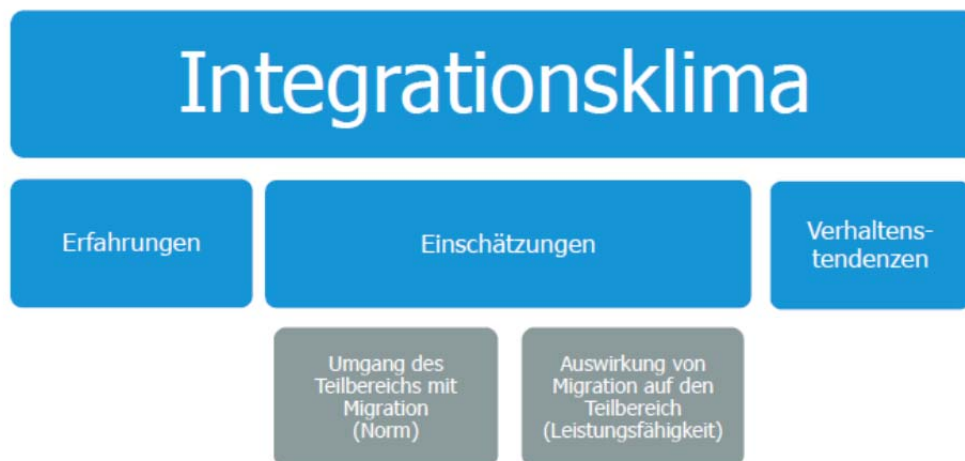 Integrationsklima
Erfahrungen
Einschätzungen
Verhaltens-
tendenzen
Umgang des
Teilbereichs mit
Migration
(Norm)
Auswirkung von
Migration auf den
Teilbereich
(Leistungsfähigkeit)